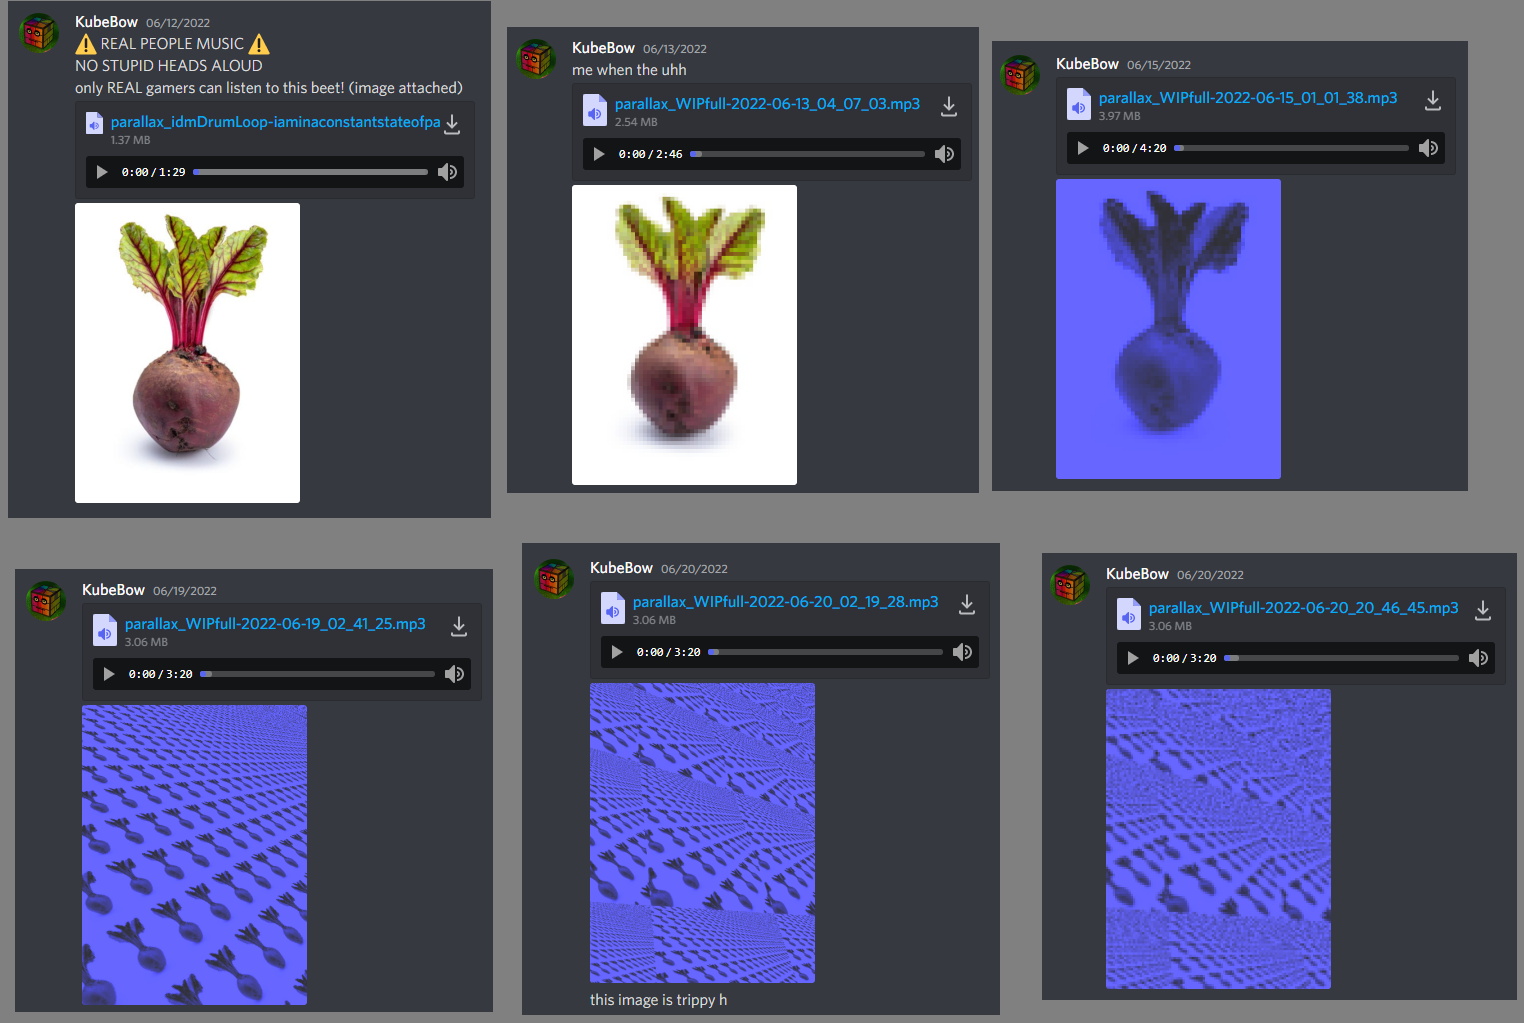 KubeBow 06/12/2022
⚠️ REAL PEOPLE MUSIC ⚠️
NO STUPID HEADS ALOUD
only REAL gamers can listen to this beet! (image attached)
parallax_idmDrumLoop-iaminaconstantstateofpa
1.37 MB
0:00 / 1:29
KubeBow 06/13/2022
me when the uhh
parallax_WIPfull-2022-06-13_04_07_03.mp3
2.54 MB
0:00 / 2:46
KubeBow 06/15/2022
parallax_WIPfull-2022-06-15_01_01_38.mp3
3.97 MB
0:00 / 4:20
KubeBow 06/19/2022
parallax_WIPfull-2022-06-19_02_41_25.mp3
3.06 MB
0:00 / 3:20
KubeBow 06/20/2022
parallax_WIPfull-2022-06-20_02_19_28.mp3
3.06 MB
0:00 / 3:20
this image is trippy h
KubeBow 06/20/2022
parallax_WIPfull-2022-06-20_20_46_45.mp3
3.06 MB
0:00 / 3:20